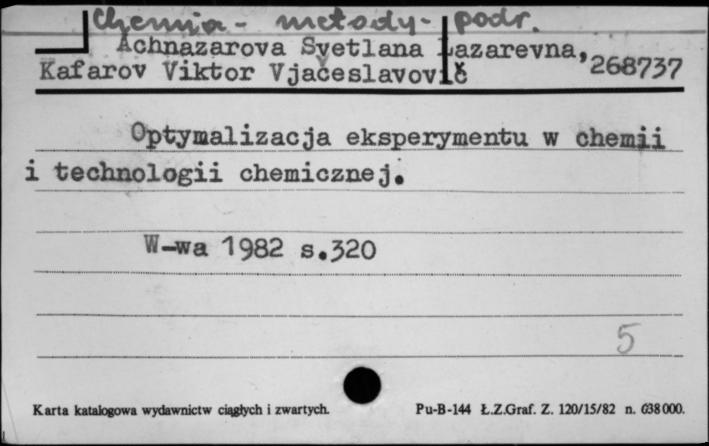 Chemia - metody - podr.
Achnazarova Svetlana Lazarevna,
Kafarov Viktor Vjačeslavovič 268737
Optymalizacja eksperymentu w chemii
i technologii chemicznej.
W-wa 1982 s.320
5
Karta katalogowa wydawnictw ciągłych i zwartych. Pu-B-144 Ł.Z.Graf. Z. 120/15/82 n. 638000.